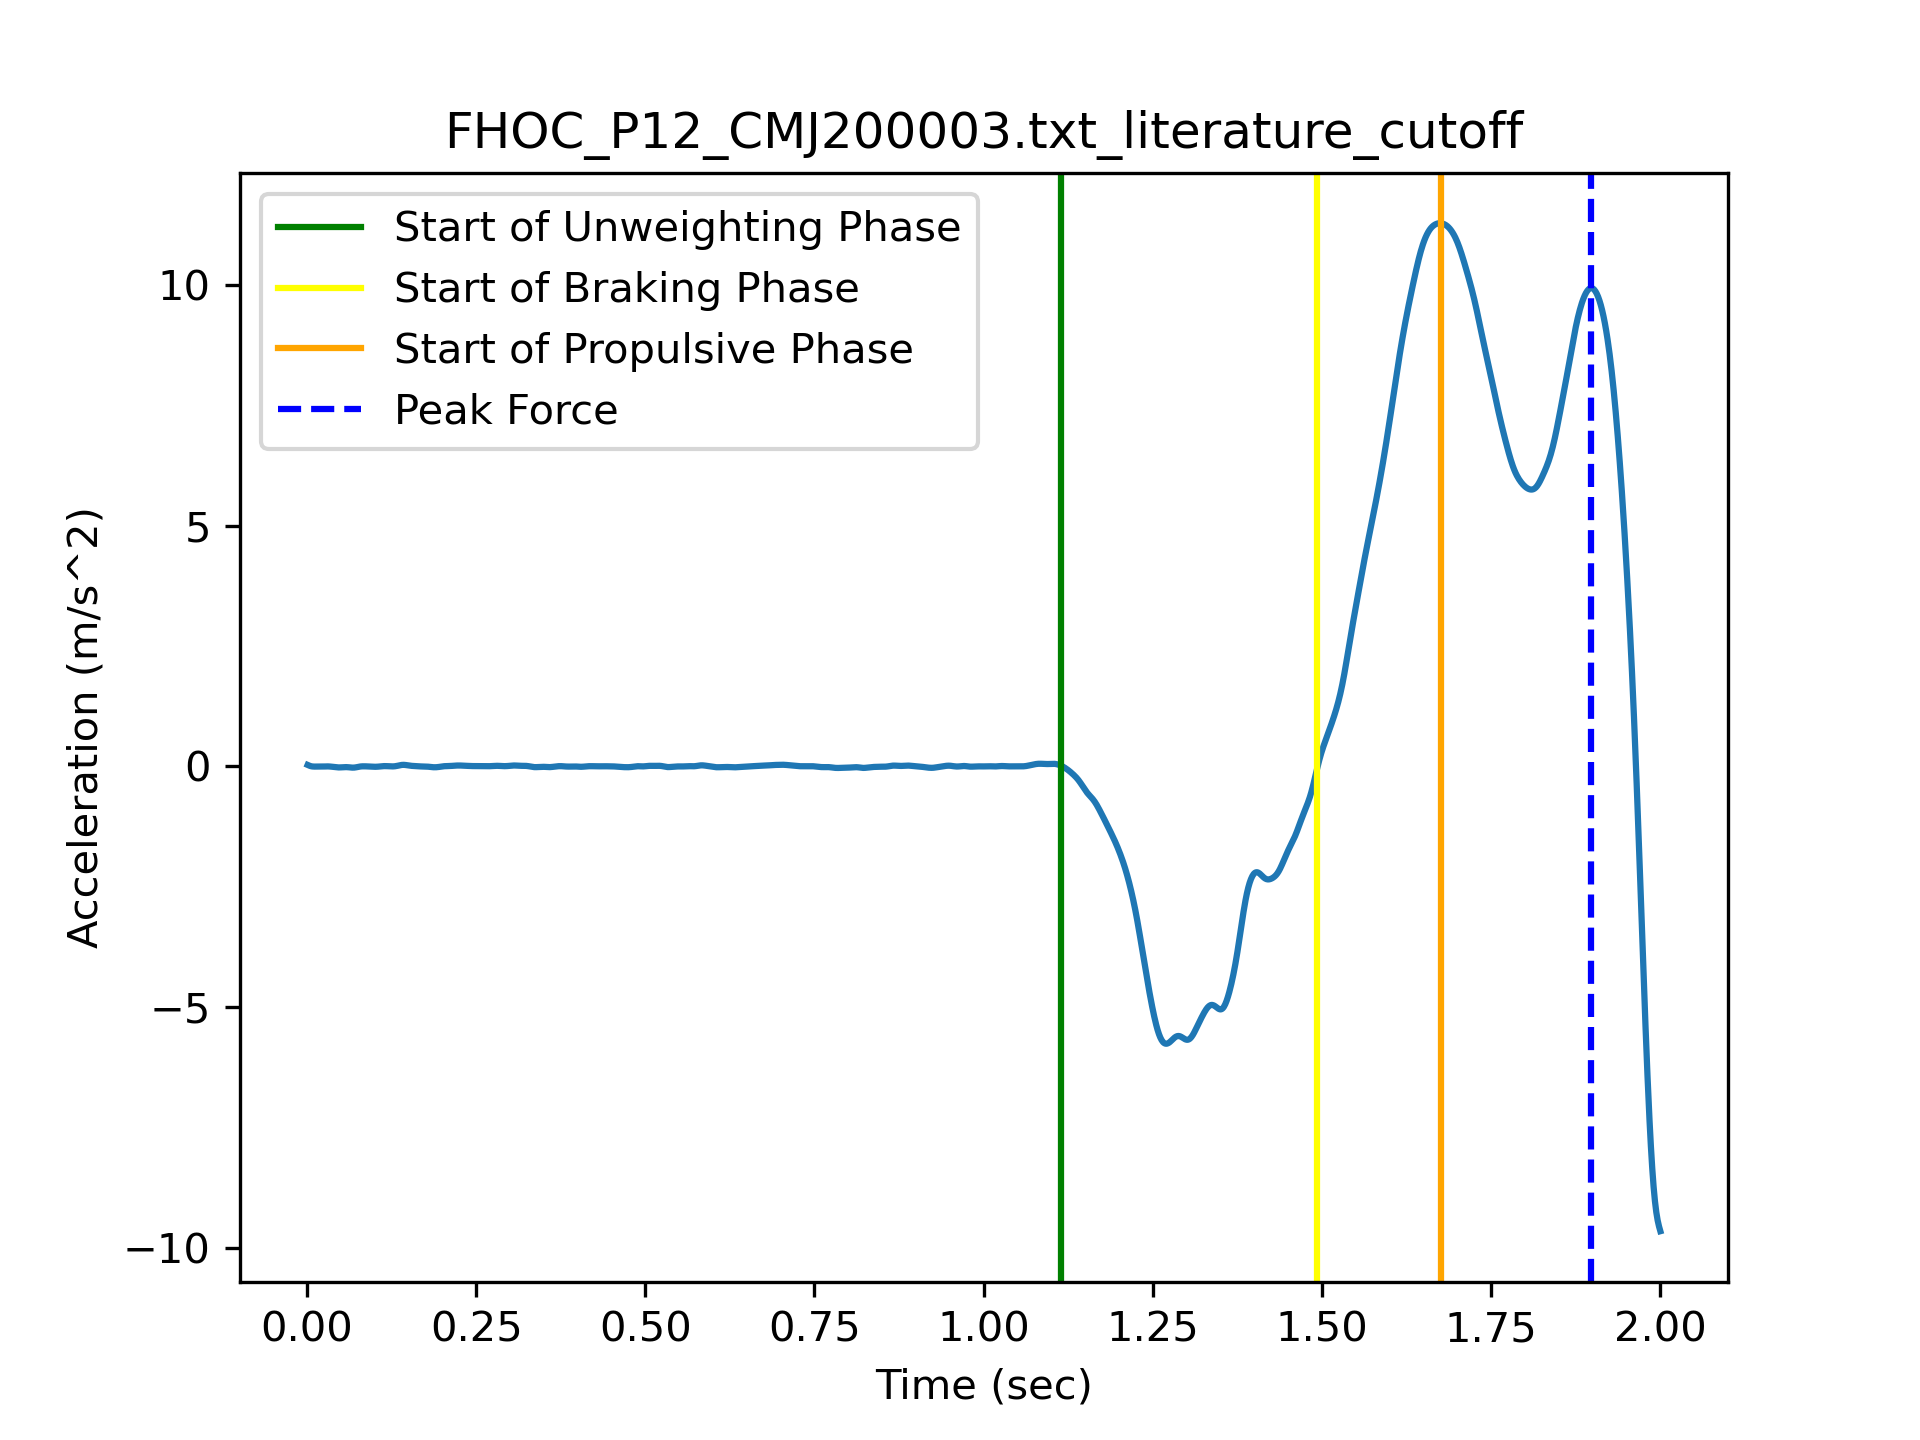 FHOC_P12_CMJ200003.txt_literature_cutoff
Start of Unweighting Phase
Start of Braking Phase
Start of Propulsive Phase
Peak Force
Acceleration (m/s^2)
10
5
0
−5
−10
0.00 0.25 0.50 0.75 1.00 1.25 1.50 1.75 2.00
Time (sec)